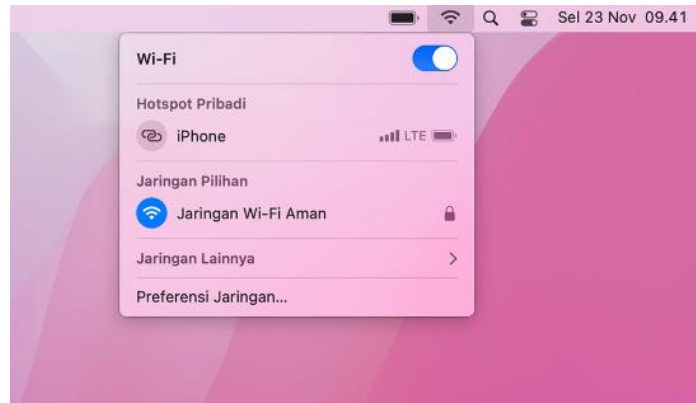 Sel 23 Nov 09.41
Wi-Fi
Hotspot Pribadi
iPhone LTE
Jaringan Pilihan
Jaringan Wi-Fi Aman
Jaringan Lainnya
Preferensi Jaringan...